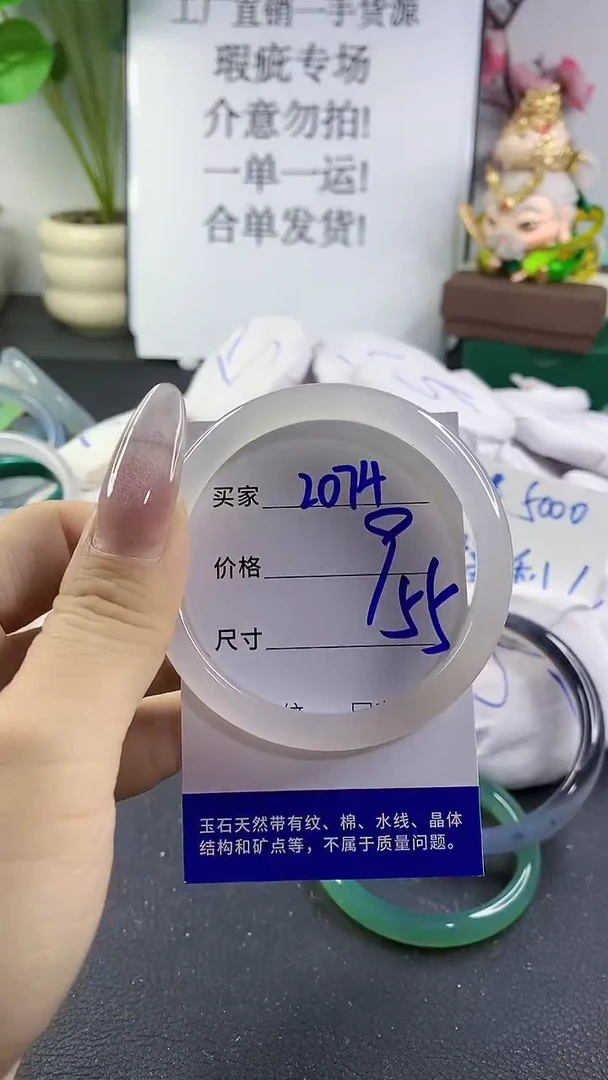 工厂直销一手货源
瑕疵专场
介意勿拍!
一单一运!
合单发货!
买家 2074
价格
尺寸 55
5000
玉石天然带有纹、棉、水线、晶体
结构和矿点等，不属于质量问题。